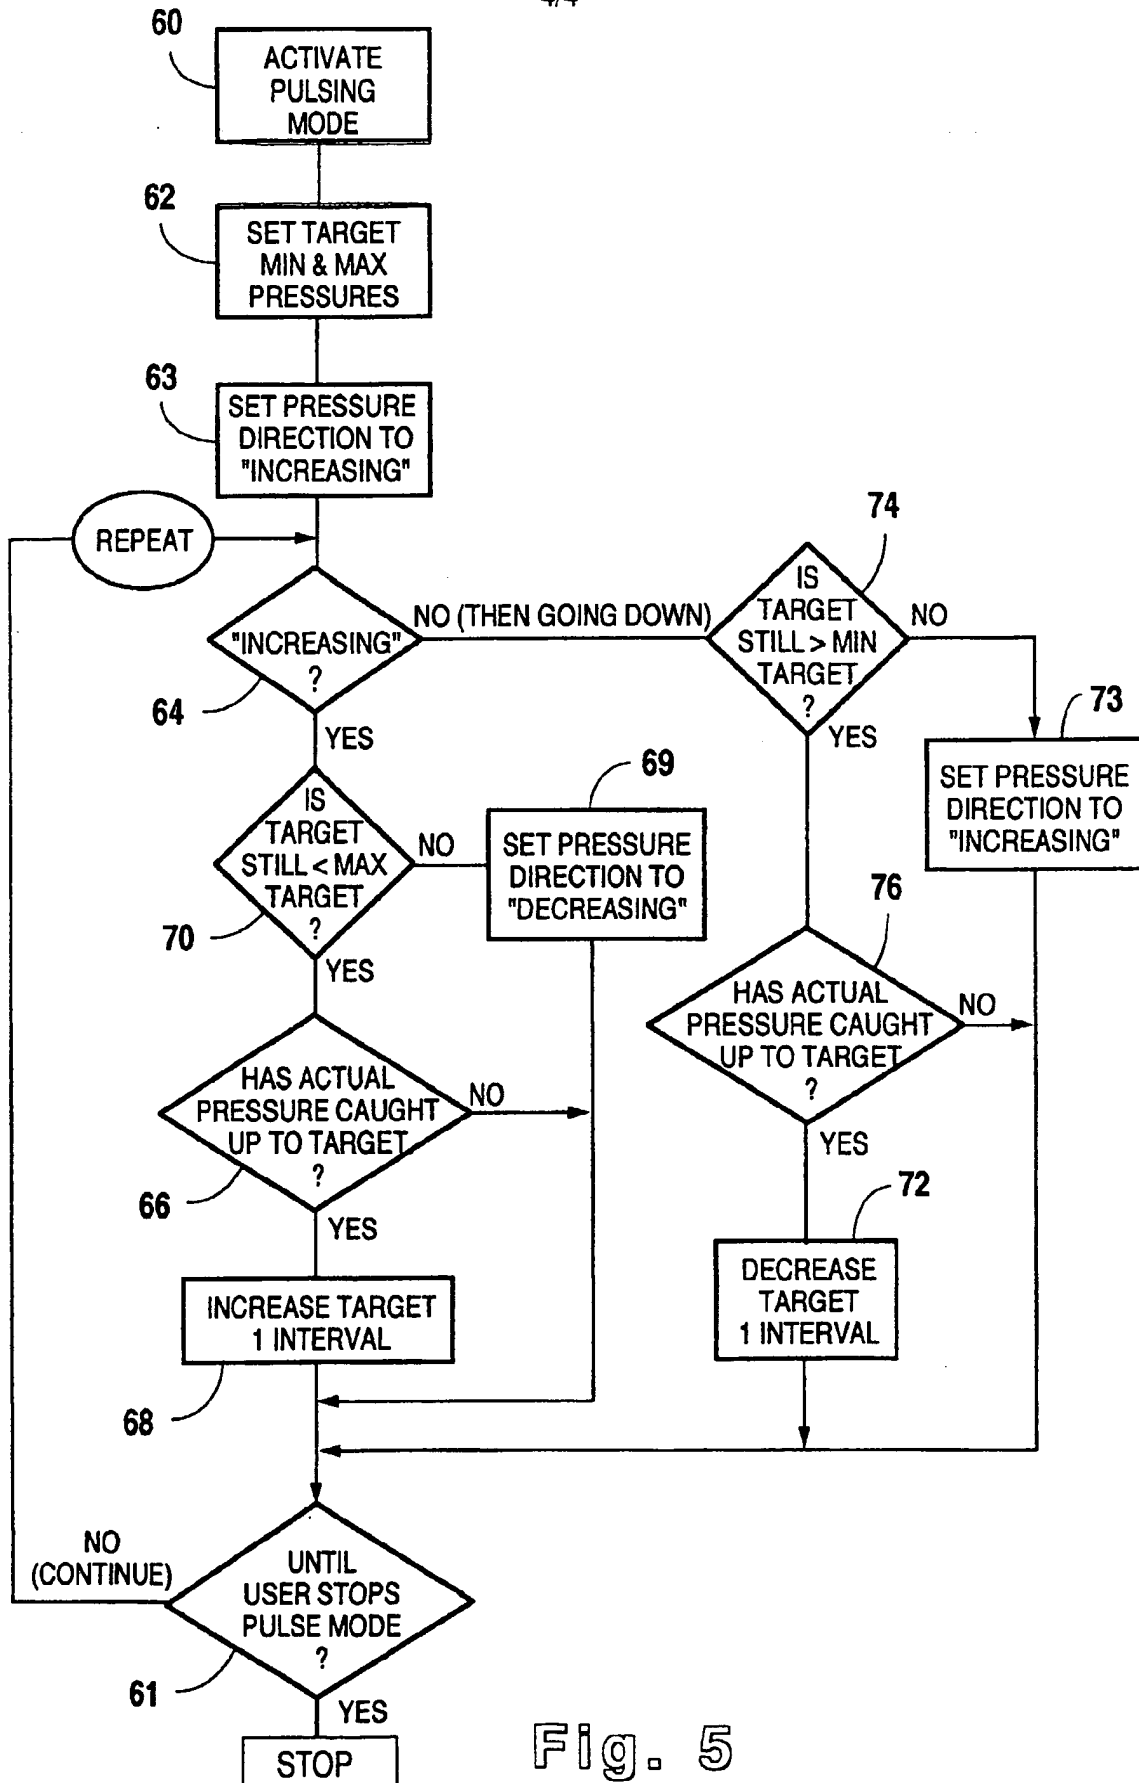 4/4
60
ACTIVATE
PULSING
MODE
62
SET TARGET
MIN & MAX
PRESSURES
63
SET PRESSURE
DIRECTION TO
"INCREASING"
REPEAT
"INCREASING"
?
64
NO (THEN GOING DOWN)
YES
74
IS
TARGET
STILL > MIN
TARGET
?
NO
YES
73
SET PRESSURE
DIRECTION TO
"INCREASING"
IS
TARGET
STILL < MAX
TARGET
?
70
NO
YES
69
SET PRESSURE
DIRECTION TO
"DECREASING"
76
HAS ACTUAL
PRESSURE CAUGHT
UP TO TARGET
?
NO
YES
HAS ACTUAL
PRESSURE CAUGHT
UP TO TARGET
?
66
NO
YES
72
DECREASE
TARGET
1 INTERVAL
INCREASE TARGET
1 INTERVAL
68
NO
(CONTINUE)
UNTIL
USER STOPS
PULSE MODE
?
61
YES
STOP
Fig. 5